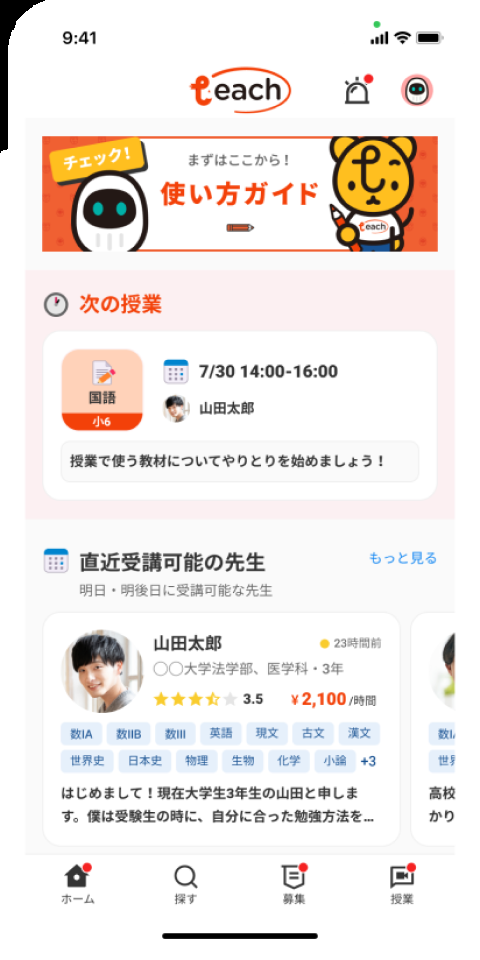 9:41
teach
チェック!
まずはここから!
使い方ガイド
teach
次の授業
国語
小6
7/30 14:00-16:00
山田太郎
授業で使う教材についてやりとりを始めましょう!
直近受講可能の先生
もっと見る
明日・明後日に受講可能な先生
山田太郎
23時間前
〇〇大学法学部、医学科・3年
3.5
¥2,100/時間
数IA 数IIB 数III 英語 現文 古文 漢文
世界史 日本史 物理 生物 化学 小論 +3
はじめまして!現在大学生3年生の山田と申しま
す。僕は受験生の時に、自分に合った勉強方法を...
高校
かり
ホーム
探す
募集
授業